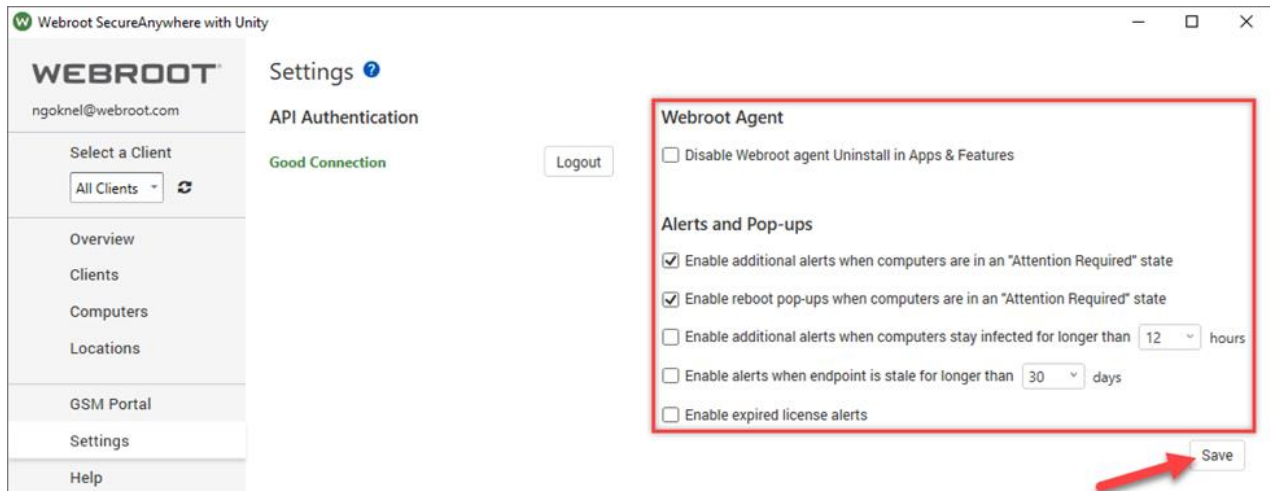 Webroot SecureAnywhere with Unity
WEBROOT
ngoknel@webroot.com
Select a Client
All Clients
Overview
Clients
Computers
Locations
GSM Portal
Settings
Help
Settings
API Authentication
Good Connection
Logout
Webroot Agent
Disable Webroot agent Uninstall in Apps & Features
Alerts and Pop-ups
Enable additional alerts when computers are in an "Attention Required" state
Enable reboot pop-ups when computers are in an "Attention Required" state
Enable additional alerts when computers stay infected for longer than 12 hours
Enable alerts when endpoint is stale for longer than 30 days
Enable expired license alerts
Save